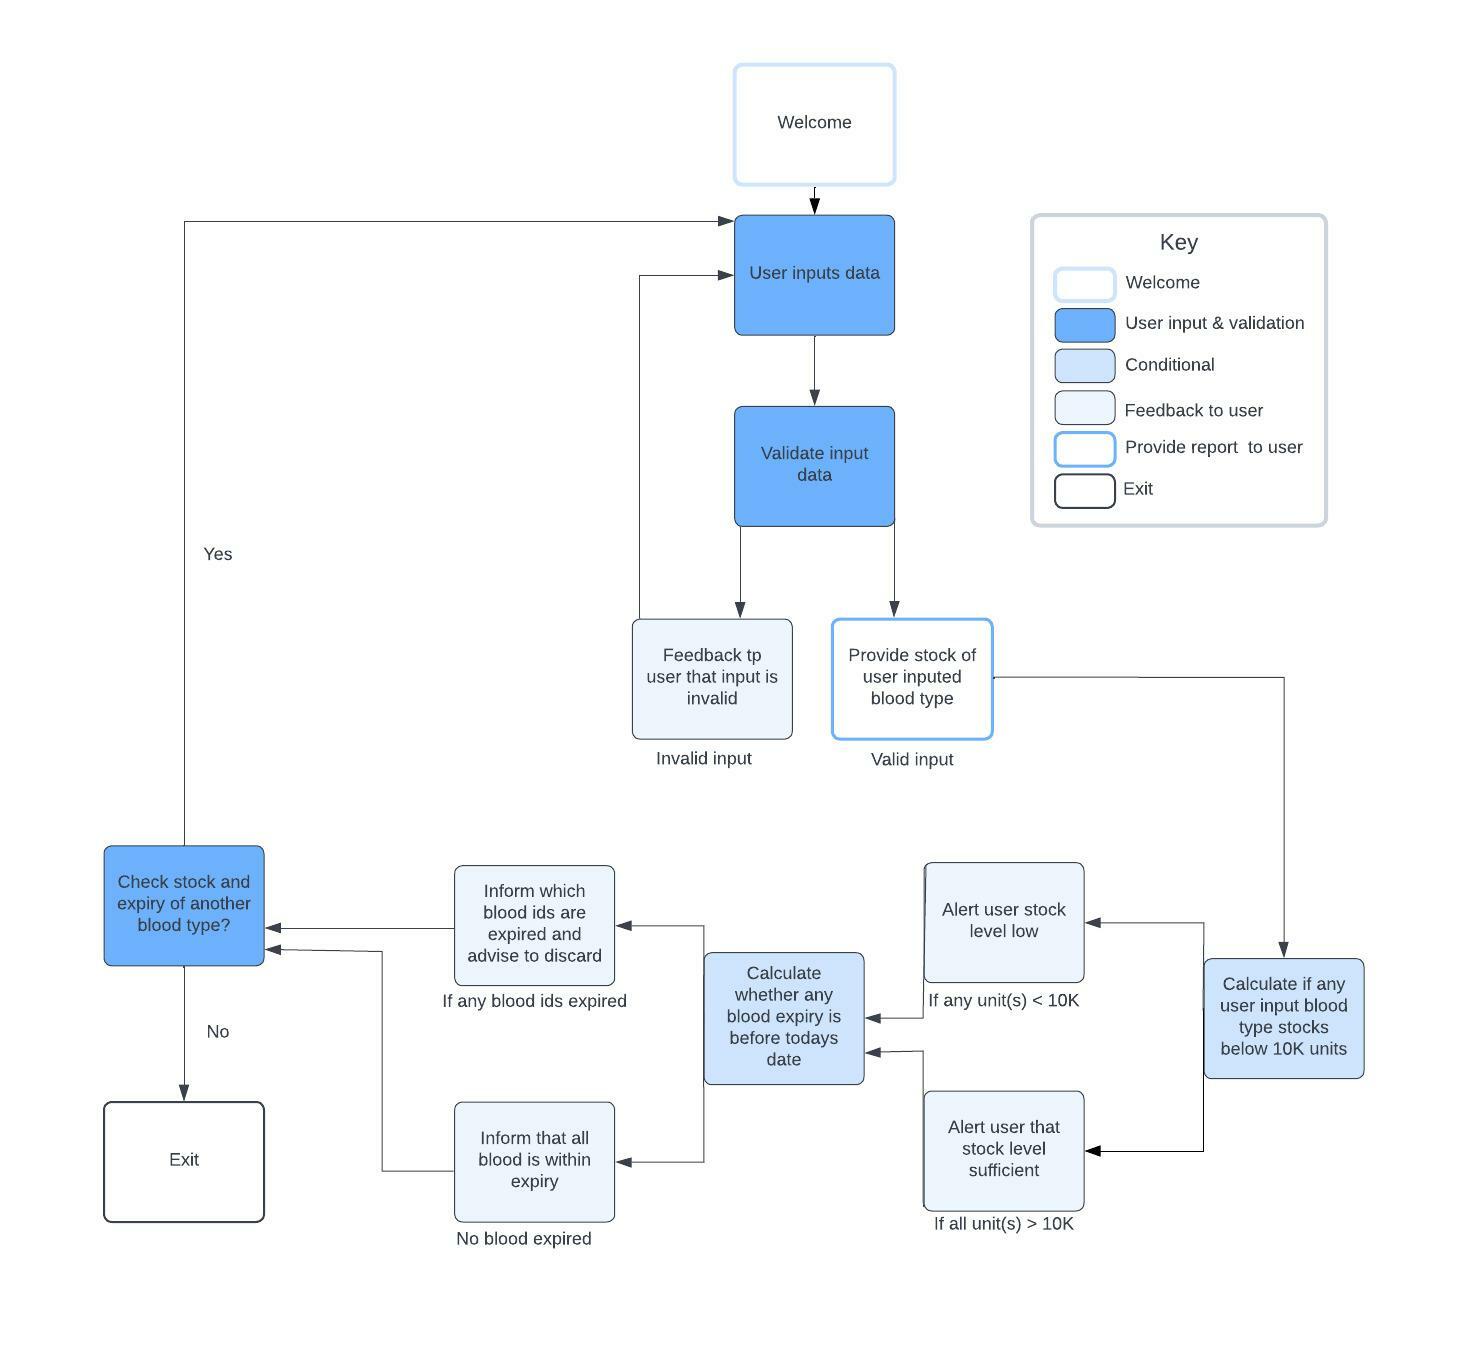 Welcome
User inputs data
Key
Welcome
User input & validation
Conditional
Feedback to user
Provide report  to user
Exit
Validate input
data
Yes
Feedback tp
user that input is
invalid
Invalid input
Provide stock of
user inputed
blood type
Valid input
Check stock and
expiry of another
blood type?
Inform which
blood ids are
expired and
advise to discard
If any blood ids expired
Calculate
whether any
blood expiry is
before todays
date
Alert user stock
level low
If any unit(s) < 10K
Calculate if any
user input blood
type stocks
below 10K units
No
Exit
Inform that all
blood is within
expiry
No blood expired
Alert user that
stock level
sufficient
If all unit(s) > 10K